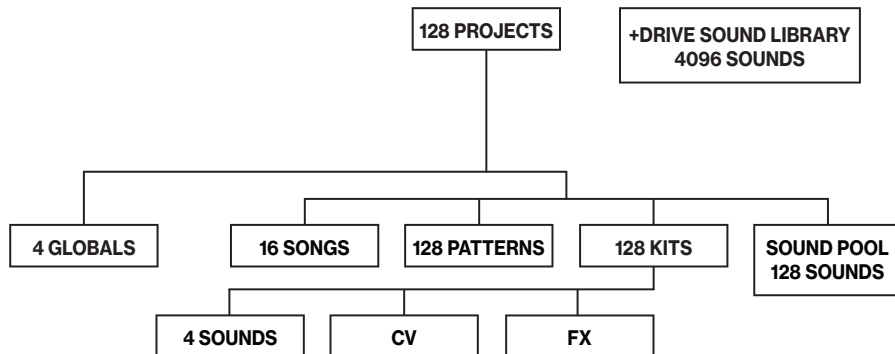 128 PROJECTS
+DRIVE SOUND LIBRARY
4096 SOUNDS
4 GLOBALS
16 SONGS
128 PATTERNS
128 KITS
SOUND POOL
128 SOUNDS
4 SOUNDS
CV
FX